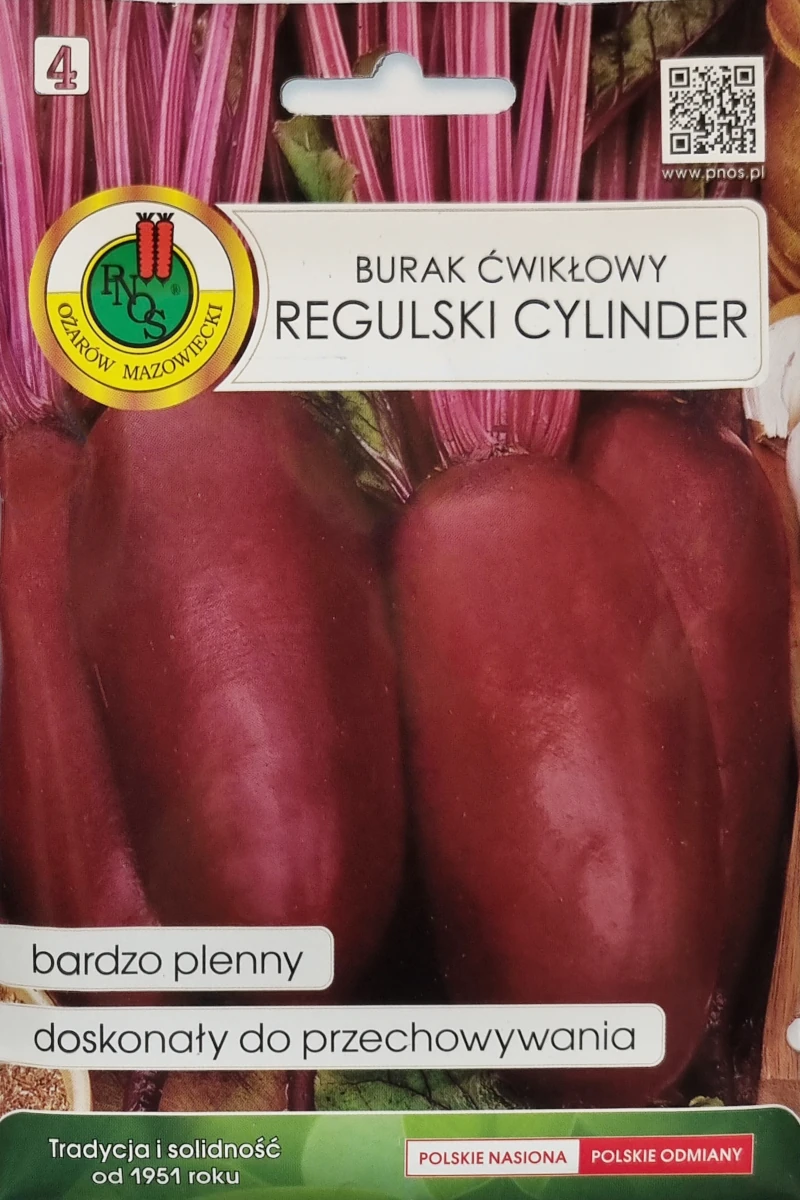 4
www.pnos.pl
PNOS®
OŻARÓW MAZOWIECKI
BURAK ĆWIKŁOWY
REGULSKI CYLINDER
bardzo plenny
doskonały do przechowywania
Tradycja i solidność
od 1951 roku
POLSKIE NASIONA POLSKIE ODMIANY